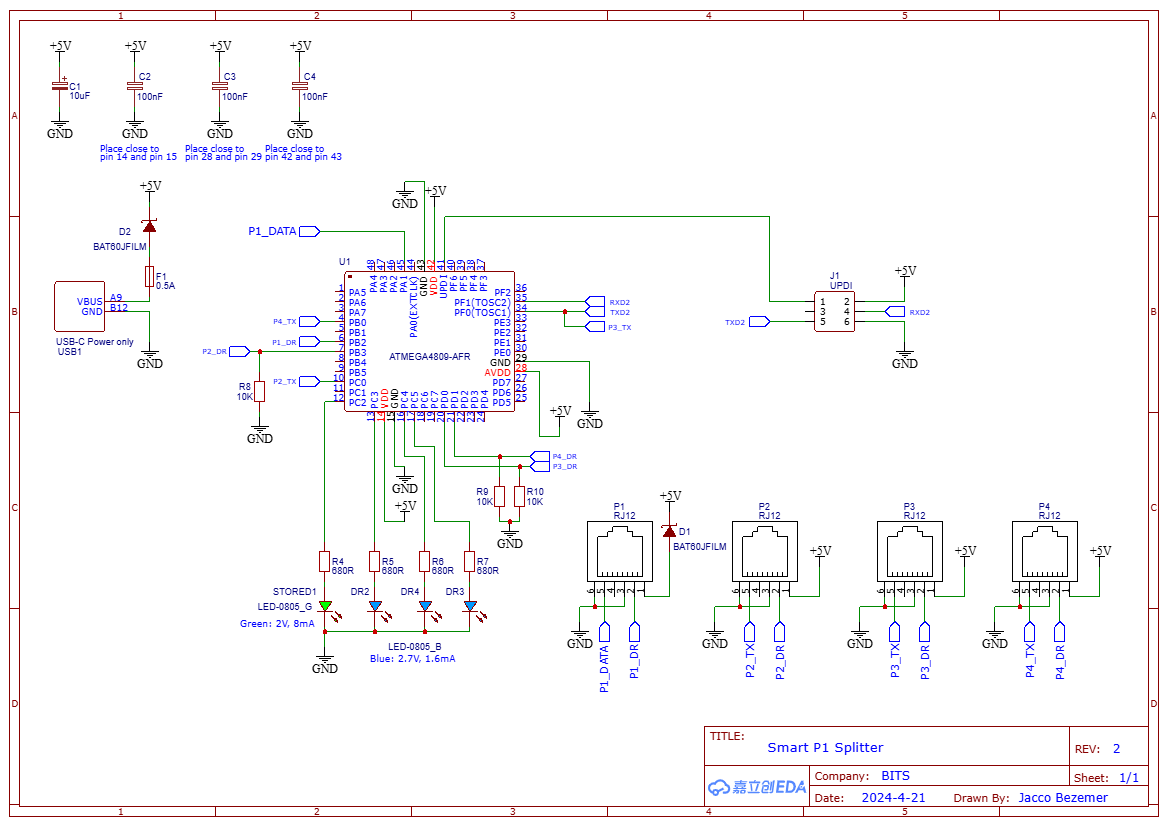 1 2 3 4 5
A A
B B
C C
D D
+5V +5V +5V +5V
C1 10uF
C2 100nF
C3 100nF
C4 100nF
GND GND GND GND
Place close to
pin 14 and pin 15
Place close to
pin 28 and pin 29
Place close to
pin 42 and pin 43
+5V
D2
BAT60JFILM
F1
0.5A
VBUS A9
GND B12
USB-C Power only
USB1
GND
P1_DATA
GND
+5V
U1
48 47 46 45 44 43 42 41 40 39 38 37
PA4 PA3 PA2 PA1 PA0(EXTCLK) GND VDD UPDI PF6 PF5 PF4 PF3
1 PA5
2 PA6
3 PA7
4 PB0
5 PB1
6 PB2
7 PB3
8 PB4
9 PB5
10 PC0
11 PC1
12 PC2
PF2 36
PF1(TOSC2) 35
PF0(TOSC1) 34
PE3 33
PE2 32
PE1 31
PE0 30
GND 29
AVDD 28
PD7 27
PD6 26
PD5 25
ATMEGA4809-AFR
PC3 VDD GND PC4 PC5 PC6 PC7 PD0 PD1 PD2 PD3 PD4
13 14 15 16 17 18 19 20 21 22 23 24
P4_TX
P1_DR
P2_DR
P2_TX
R8
10K
GND
RXD2
TXD2
P3_TX
GND
+5V
J1
UPDI
1 2
3 4
5 6
+5V
RXD2
TXD2
GND
P4_DR
P3_DR
R9
10K
R10
10K
GND
GND
+5V
R4
680R
R5
680R
R6
680R
R7
680R
STORED1
LED-0805_G
Green: 2V, 8mA
DR2 DR4 DR3
LED-0805_B
Blue: 2.7V, 1.6mA
GND
P1
RJ12
+5V
D1
BAT60JFILM
6 5 4 3 2 1
GND
P1_DATA
P1_DR
P2
RJ12
+5V
6 5 4 3 2 1
GND
P2_TX
P2_DR
P3
RJ12
+5V
6 5 4 3 2 1
GND
P3_TX
P3_DR
P4
RJ12
+5V
6 5 4 3 2 1
GND
P4_TX
P4_DR
TITLE:
Smart P1 Splitter
REV: 2
嘉立创EDA
Company: BITS
Sheet: 1/1
Date: 2024-4-21 Drawn By: Jacco Bezemer
1 2 3 4 5